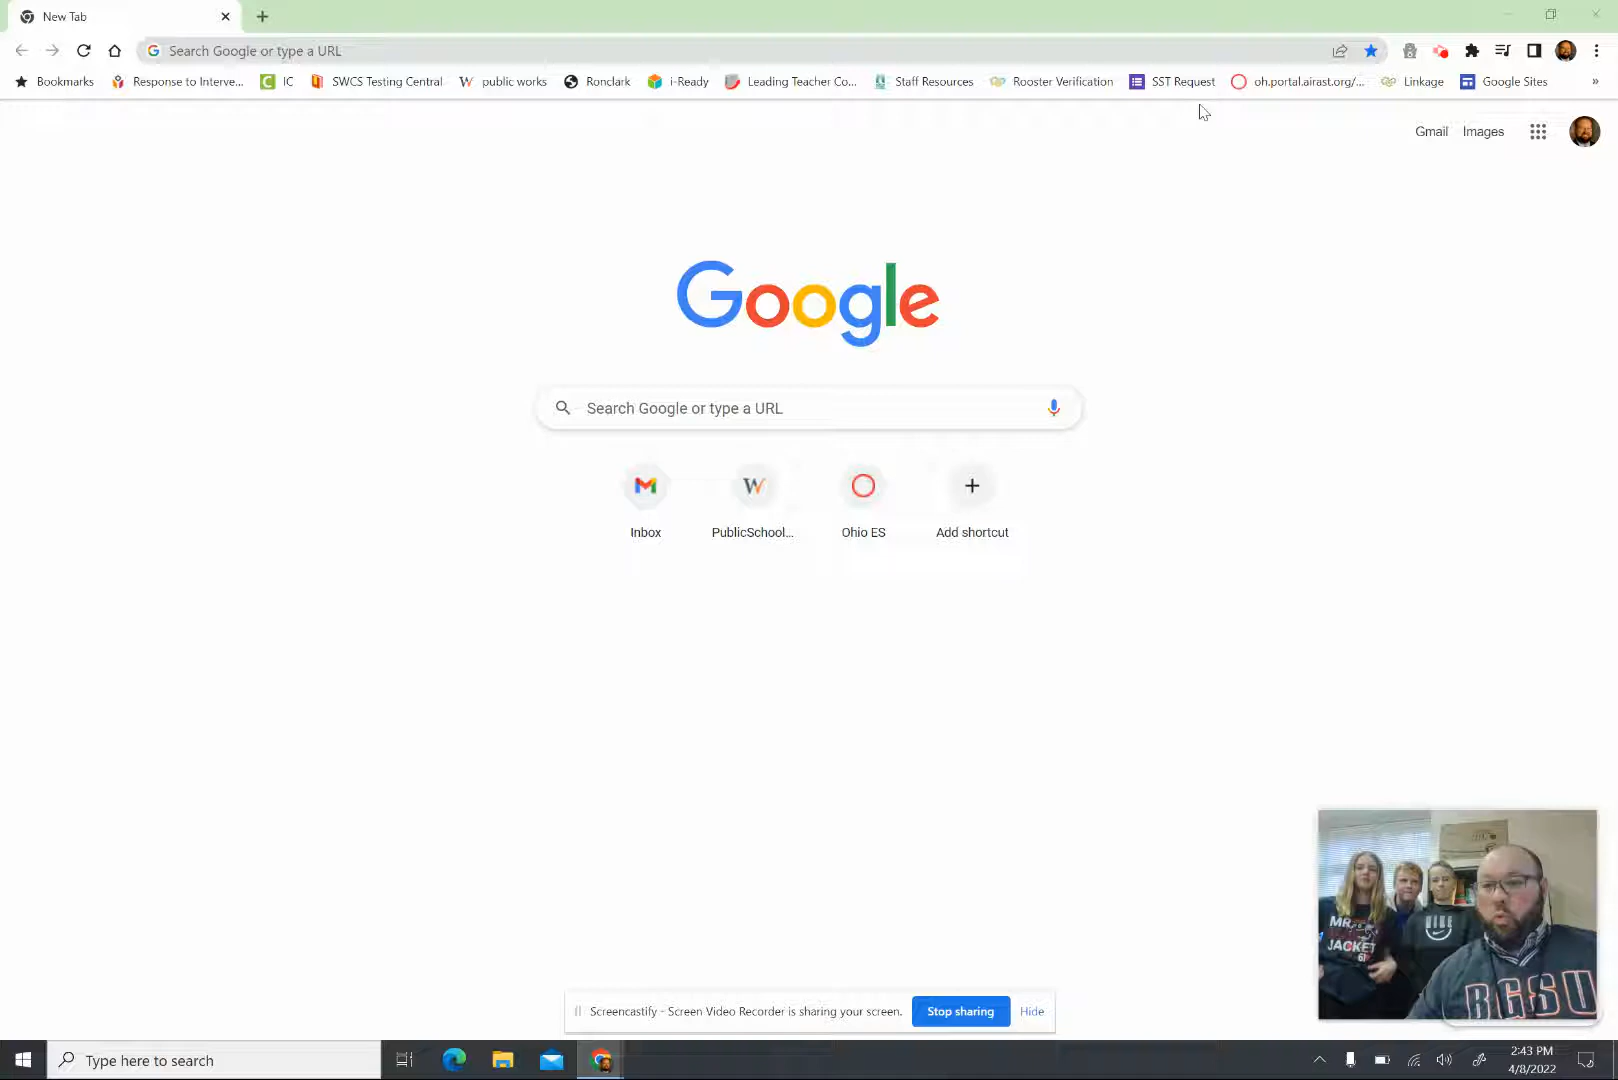 New Tab
Search Google or type a URL
Bookmarks Response to Interve... IC SWCS Testing Central public works Ronclark i-Ready Leading Teacher Co... Staff Resources Rooster Verification SST Request oh.portal.airast.org/... Linkage Google Sites »
Gmail Images
Google
Search Google or type a URL
Inbox PublicSchool... Ohio ES Add shortcut
MR
JACKET
NIKE
BGSU
Screencastify - Screen Video Recorder is sharing your screen. Stop sharing Hide
Type here to search
2:43 PM
4/8/2022